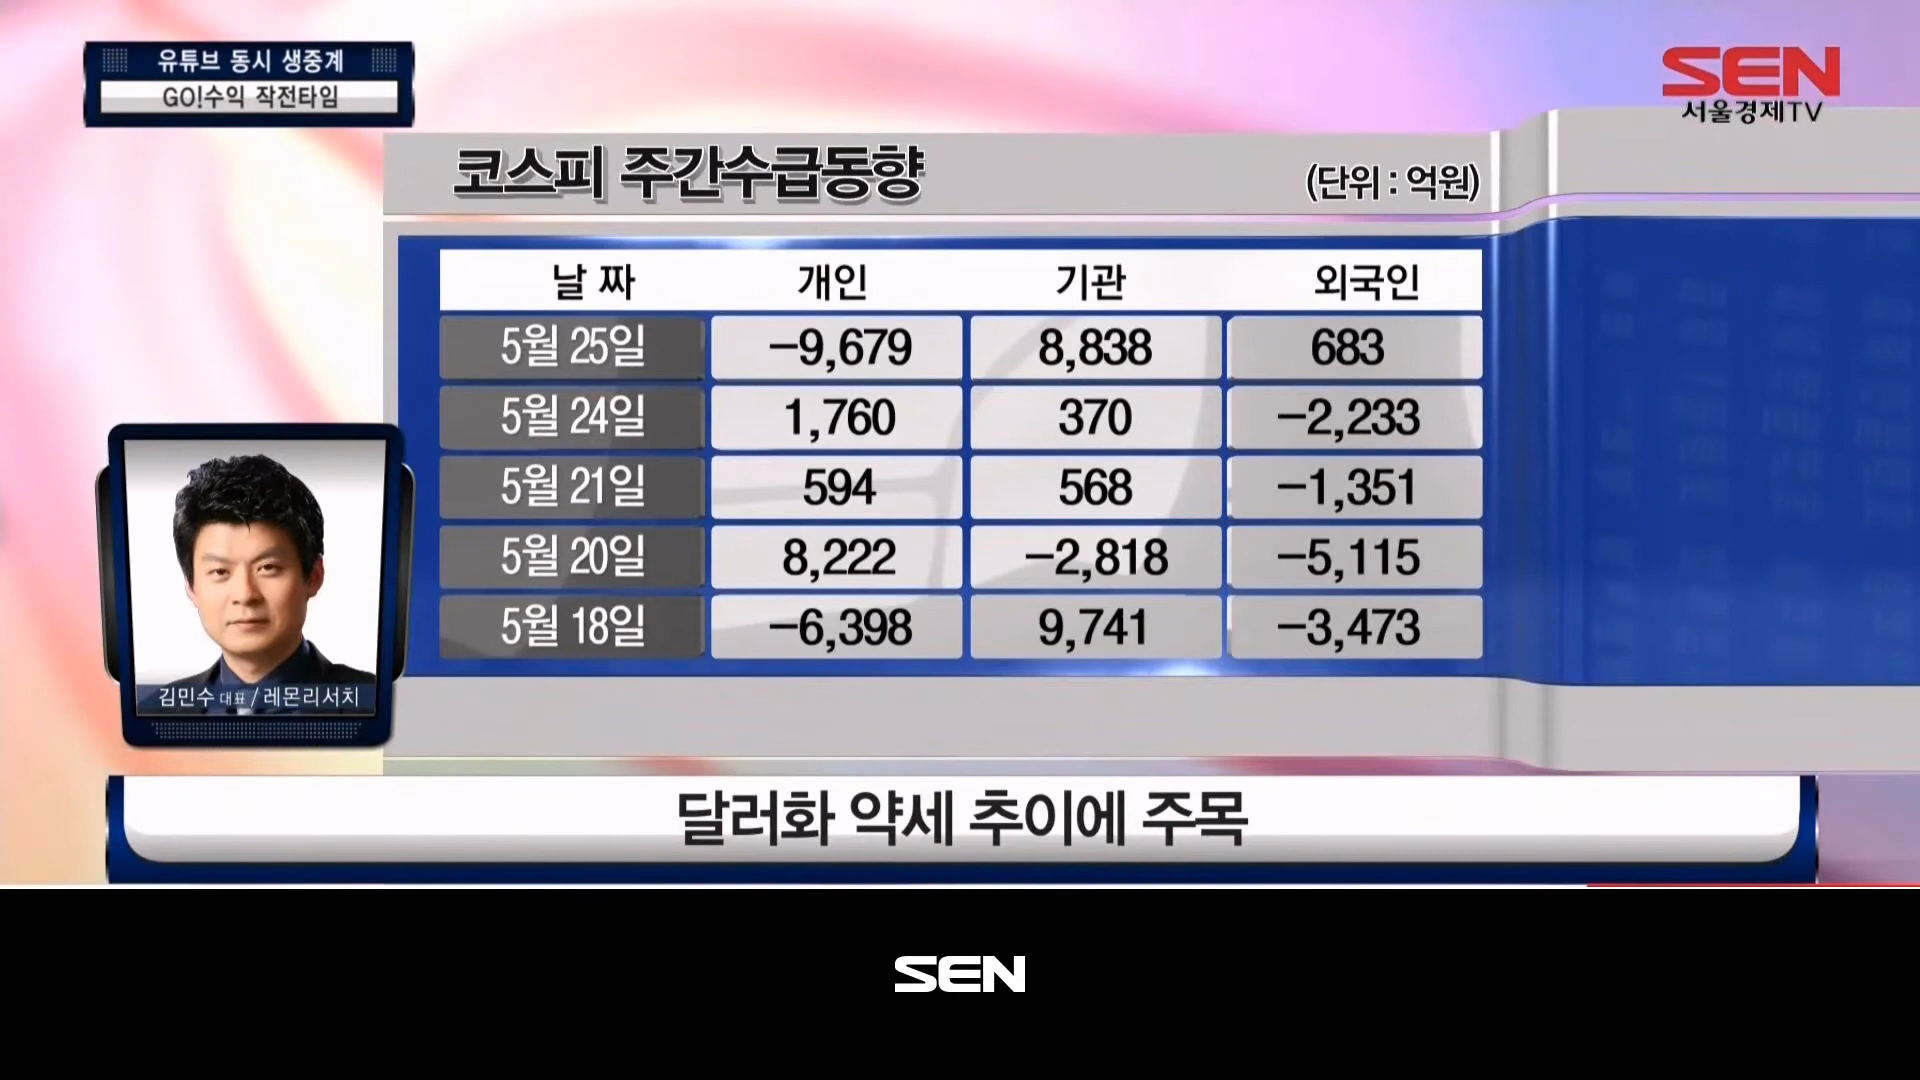 유튜브 동시 생중계
GO!수익 작전타임
SEN
서울경제TV
코스피 주간수급동향 (단위 : 억원)
날 짜 개인 기관 외국인
5월 25일 -9,679 8,838 683
5월 24일 1,760 370 -2,233
5월 21일 594 568 -1,351
5월 20일 8,222 -2,818 -5,115
5월 18일 -6,398 9,741 -3,473
김민수 대표 / 레몬리서치
달러화 약세 추이에 주목
SEN